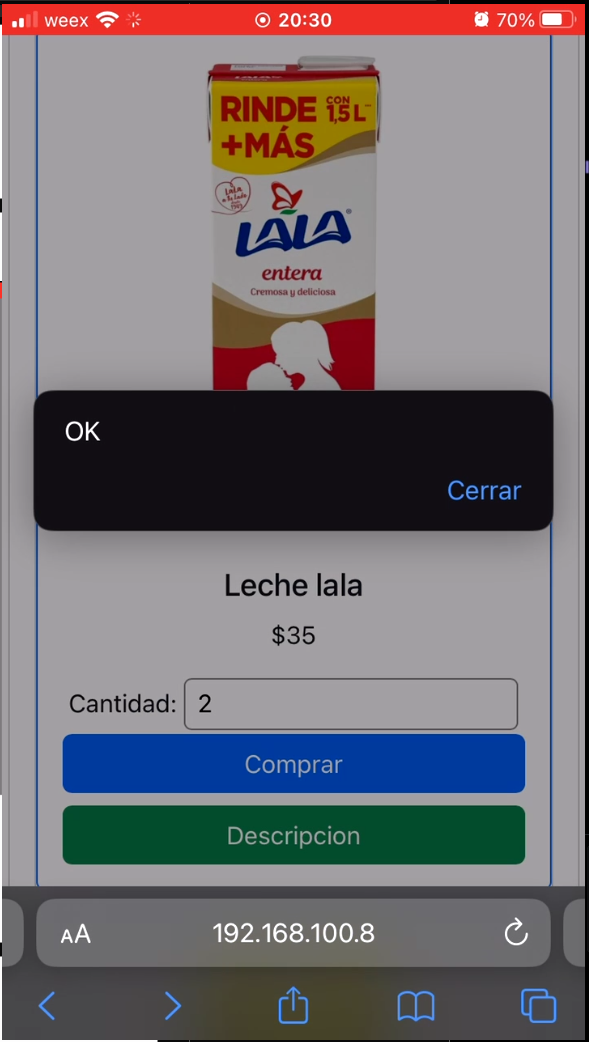 weex 20:30 70%
RINDE CON 1,5L
+MÁS
LALA
entera
Cremosa y deliciosa
OK
Cerrar
Leche lala
$35
Cantidad: 2
Comprar
Descripcion
AA 192.168.100.8